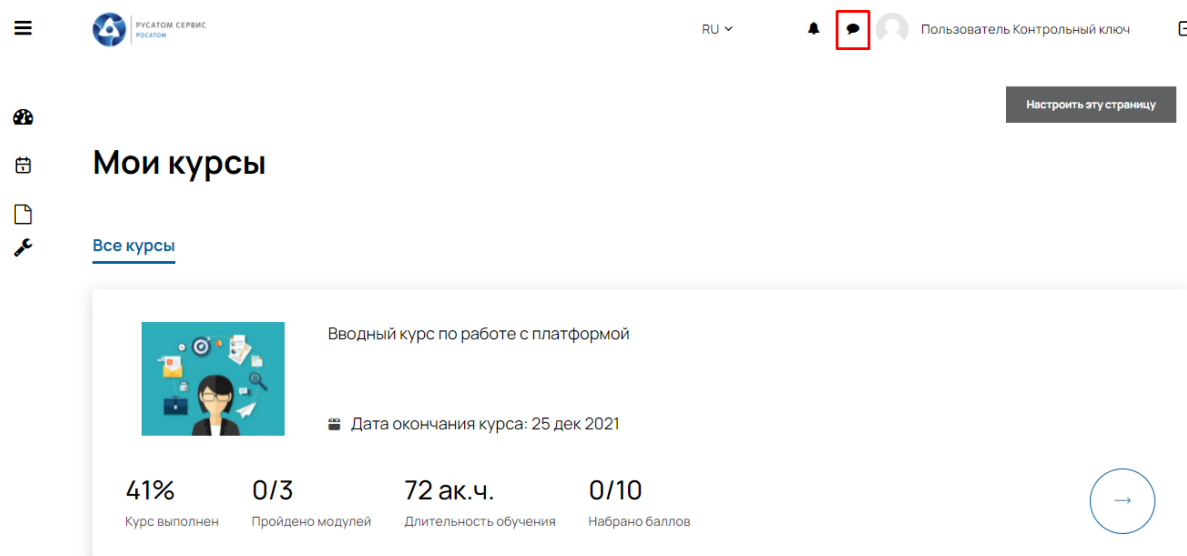 РУСАТОМ СЕРВИС
РОСАТОМ
RU
Пользователь Контрольный ключ
Настроить эту страницу
Мои курсы
Все курсы
Вводный курс по работе с платформой
Дата окончания курса: 25 дек 2021
41% 0/3 72 ак.ч. 0/10
Курс выполнен Пройдено модулей Длительность обучения Набрано баллов